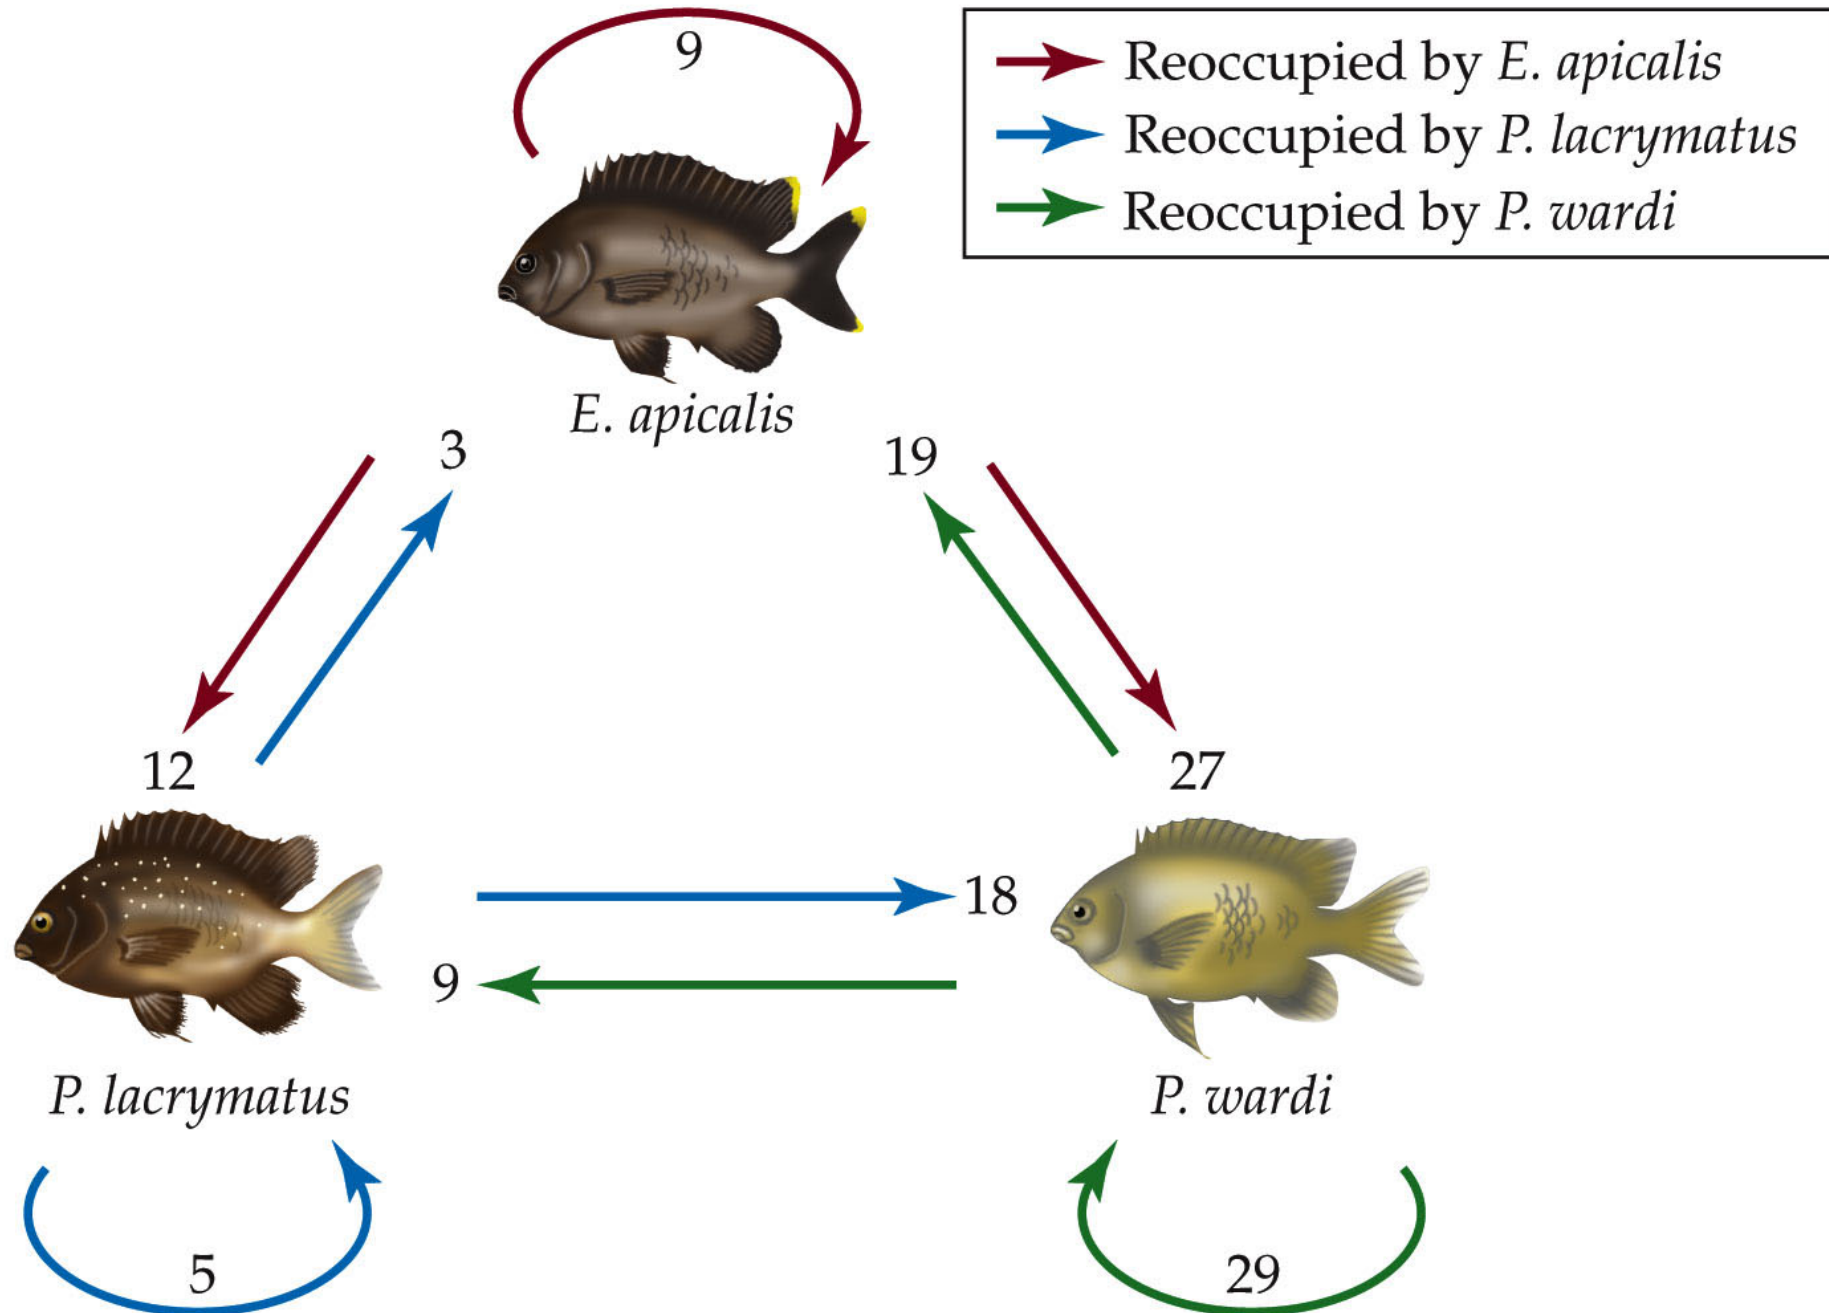 9
Reoccupied by E. apicalis
Reoccupied by P. lacrymatus
Reoccupied by P. wardi
E. apicalis
3
19
12
27
18
9
P. lacrymatus
P. wardi
5
29